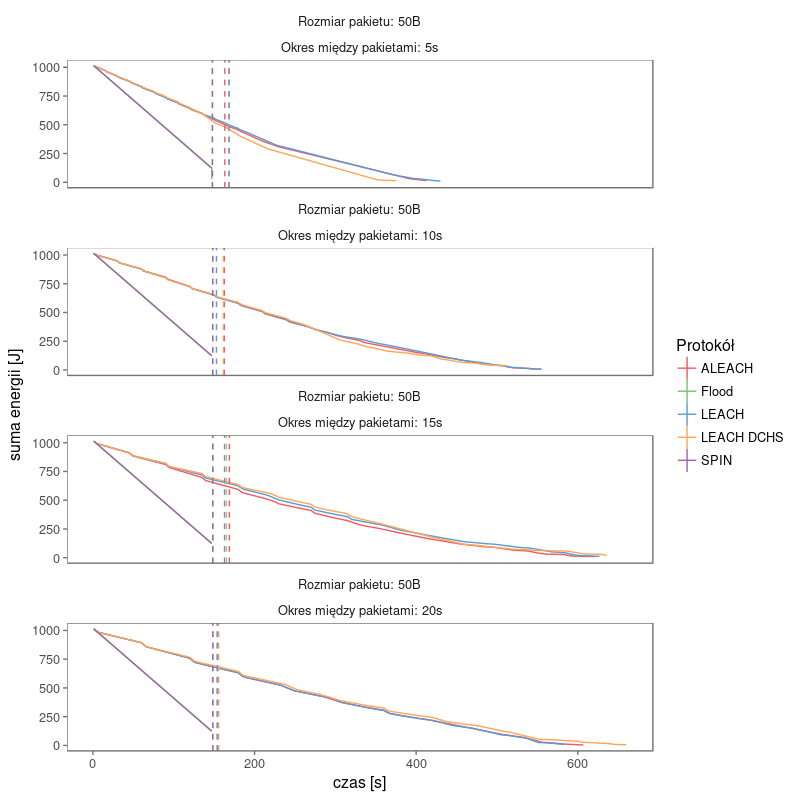 Rozmiar pakietu: 50B
Okres między pakietami: 5s
1000
750
500
250
0
Rozmiar pakietu: 50B
Okres między pakietami: 10s
1000
750
500
250
0
Rozmiar pakietu: 50B
Okres między pakietami: 15s
1000
750
500
250
0
Rozmiar pakietu: 50B
Okres między pakietami: 20s
1000
750
500
250
0
0 200 400 600
czas [s]
suma energii [J]
Protokół
ALEACH
Flood
LEACH
LEACH DCHS
SPIN